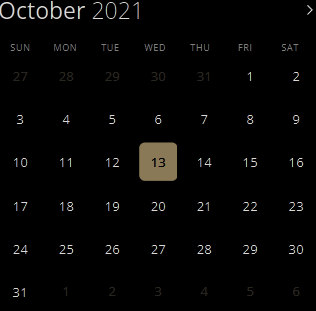 October 2021 >
SUN MON TUE WED THU FRI SAT
27 28 29 30 31 1 2
3 4 5 6 7 8 9
10 11 12 13 14 15 16
17 18 19 20 21 22 23
24 25 26 27 28 29 30
31 1 2 3 4 5 6